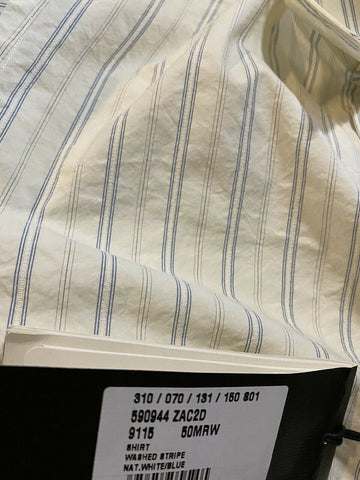 310 / 070 / 131 / 150 801
590944 ZAC2D
9115 50MRW
SHIRT
WASHED STRIPE
NAT.WHITE/BLUE